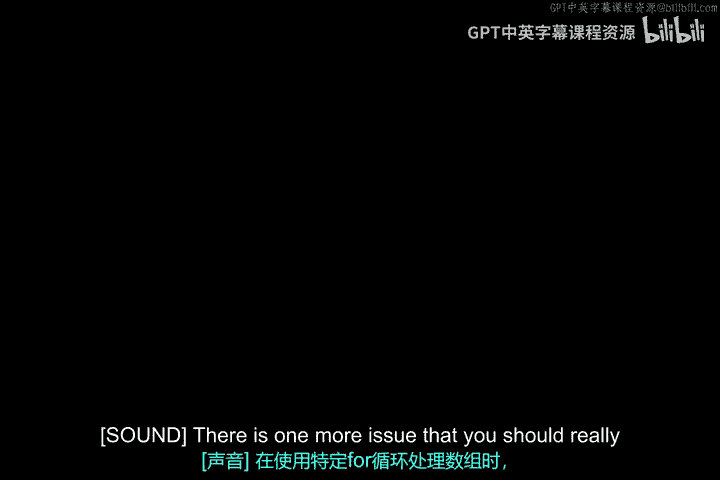 GPT中英字幕课程资源@bilibili.com
GPT中英字幕课程资源 bilibili
[SOUND] There is one more issue that you should really
[声音] 在使用特定for循环处理数组时，